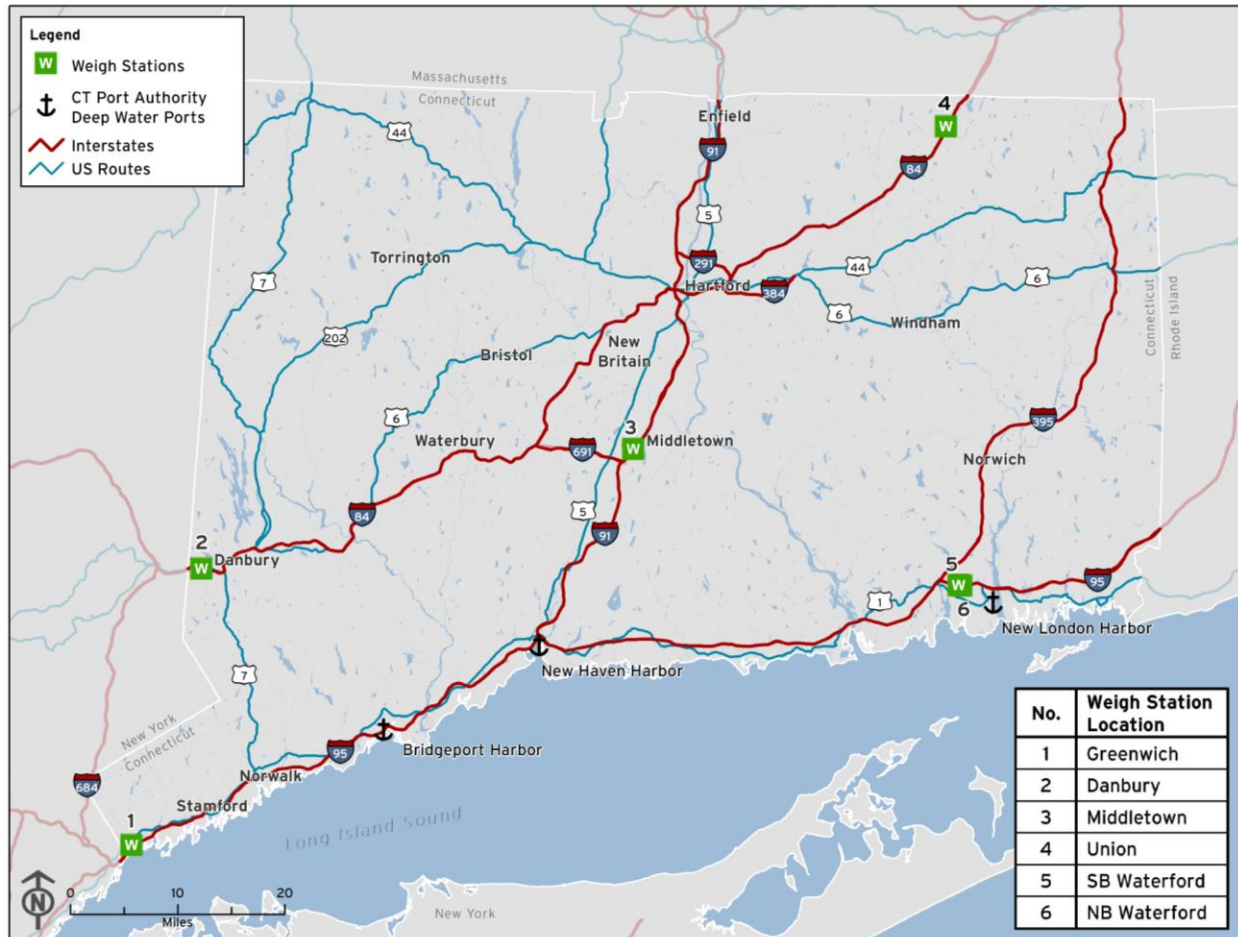 Legend
W Weigh Stations
CT Port Authority
Deep Water Ports
Interstates
US Routes
Massachusetts
Connecticut
44
Enfield
91
4
W
84
5
7
Torrington
291
Hartford
44
6
384
202
6
Windham
Connecticut
Rhode Island
Bristol
New
Britain
6
Waterbury
3
W
Middletown
691
395
Norwich
84
5
91
2
W
Danbury
5
W
95
1
6
New London Harbor
New Haven Harbor
7
New York
Connecticut
Bridgeport Harbor
95
Norwalk
684
Stamford
1
W
Long Island Sound
N
0 10 20
Miles
New York
No. Weigh Station
Location
1 Greenwich
2 Danbury
3 Middletown
4 Union
5 SB Waterford
6 NB Waterford